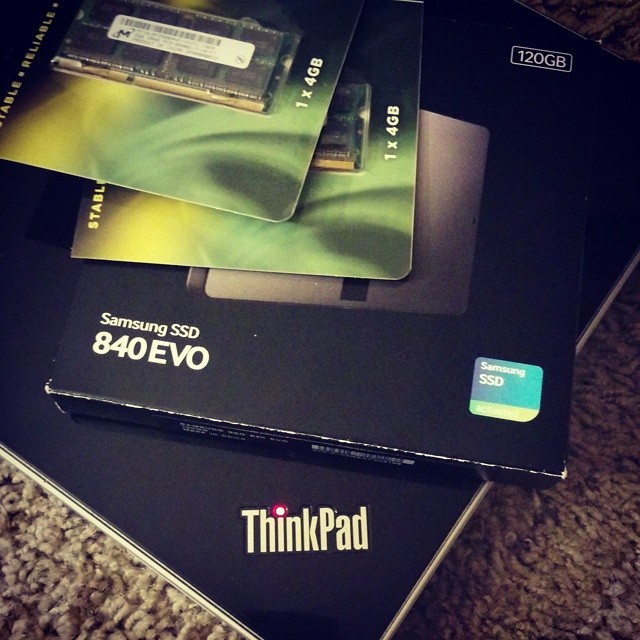 STABLE • RELIABLE •
1 x 4GB
STABL
1 x 4GB
120GB
Samsung SSD
840 EVO
Samsung
SSD
ThinkPad